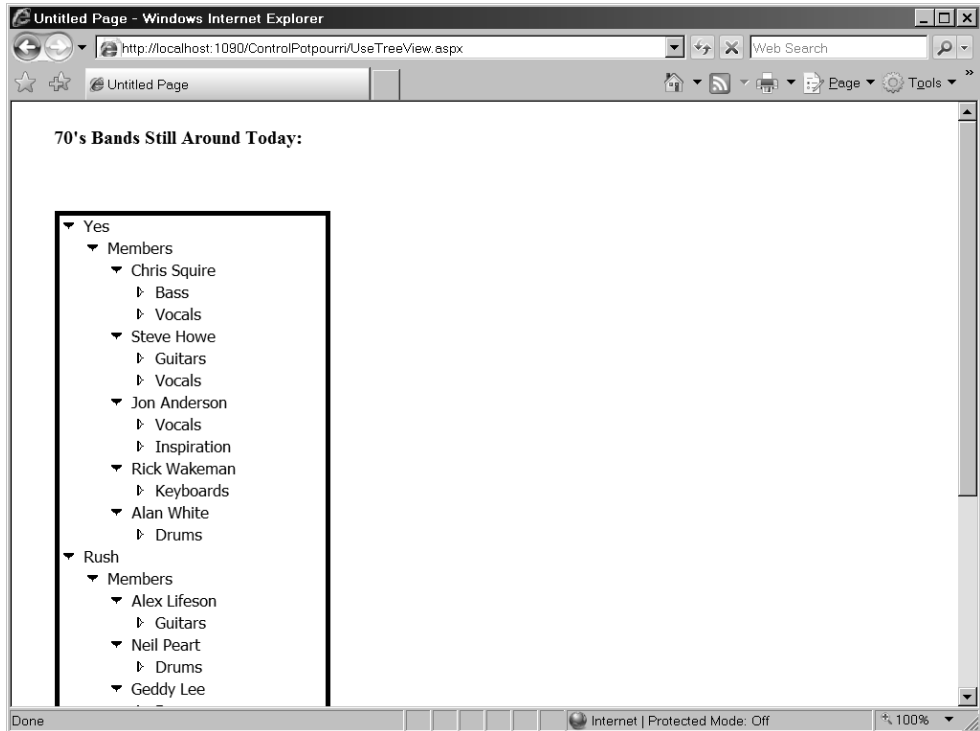 Untitled Page - Windows Internet Explorer
http://localhost:1090/ControlPotpourri/UseTreeView.aspx
Web Search
Untitled Page
Page
Tools
70's Bands Still Around Today:
Yes
Members
Chris Squire
Bass
Vocals
Steve Howe
Guitars
Vocals
Jon Anderson
Vocals
Inspiration
Rick Wakeman
Keyboards
Alan White
Drums
Rush
Members
Alex Lifeson
Guitars
Neil Peart
Drums
Geddy Lee
Done
Internet | Protected Mode: Off
100%